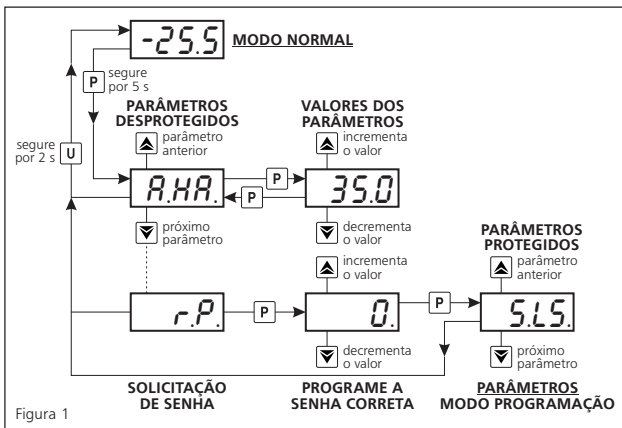 -25.5 MODO NORMAL
P segure
por 5 s
PARÂMETROS
DESPROTEGIDOS
VALORES DOS
PARÂMETROS
segure
por 2 s U
parâmetro
anterior
incrementa
o valor
A.HA. P P 35.0
próximo
parâmetro
decrementa
o valor
PARÂMETROS
PROTEGIDOS
incrementa
o valor
parâmetro
anterior
r.P. P 0. P S.LS.
decrementa
o valor
próximo
parâmetro
SOLICITAÇÃO
DE SENHA
PROGRAME A
SENHA CORRETA
PARÂMETROS
MODO PROGRAMAÇÃO
Figura 1